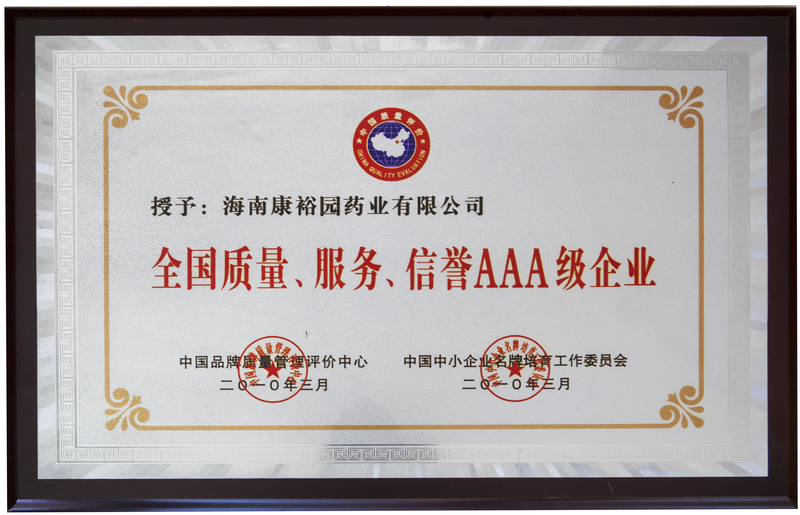 中国质量评价
CHINA QUALITY EVALUATION
授予：海南康裕园药业有限公司
全国质量、服务、信誉AAA级企业
中国品牌质量管理评价中心
二〇一〇年三月
中国中小企业名牌培育工作委员会
二〇一〇年三月